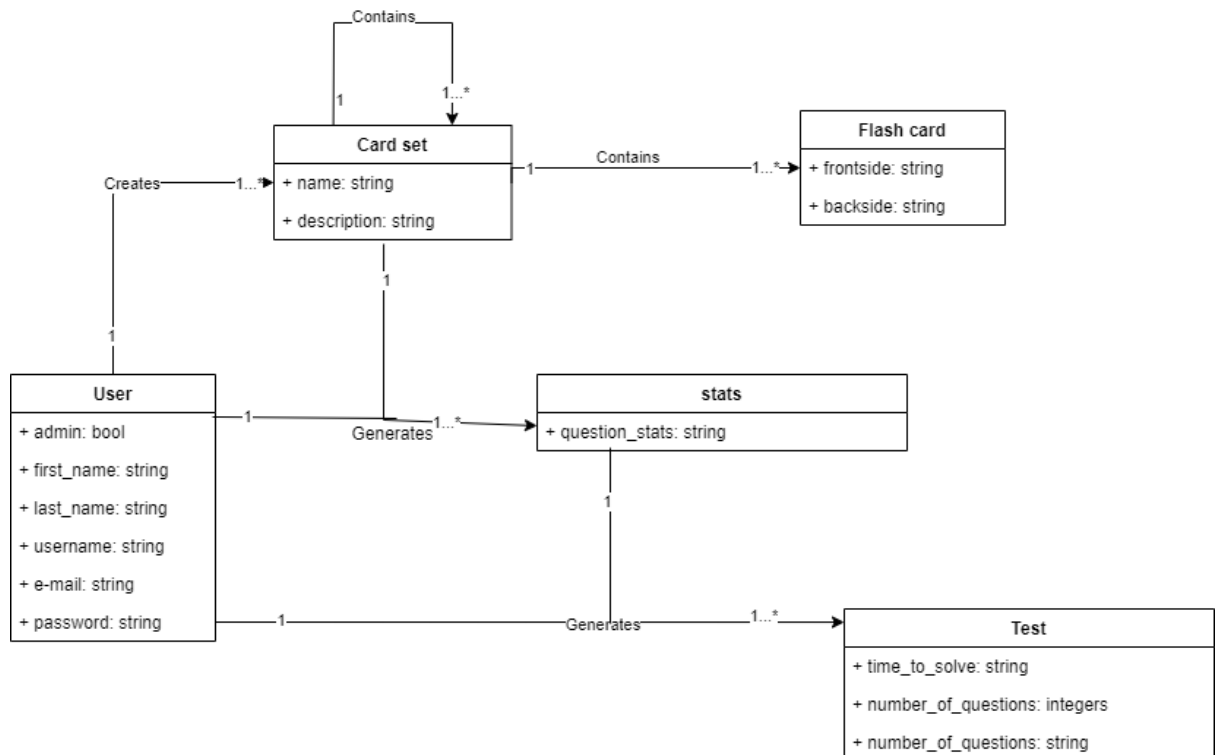 Contains
1
1...*
Card set
+ name: string
+ description: string
1
Contains
1...*
Flash card
+ frontside: string
+ backside: string
Creates
1...*
1
1
User
+ admin: bool
+ first_name: string
+ last_name: string
+ username: string
+ e-mail: string
+ password: string
1
Generates
1...*
stats
+ question_stats: string
1
1
Generates
1...*
Test
+ time_to_solve: string
+ number_of_questions: integers
+ number_of_questions: string